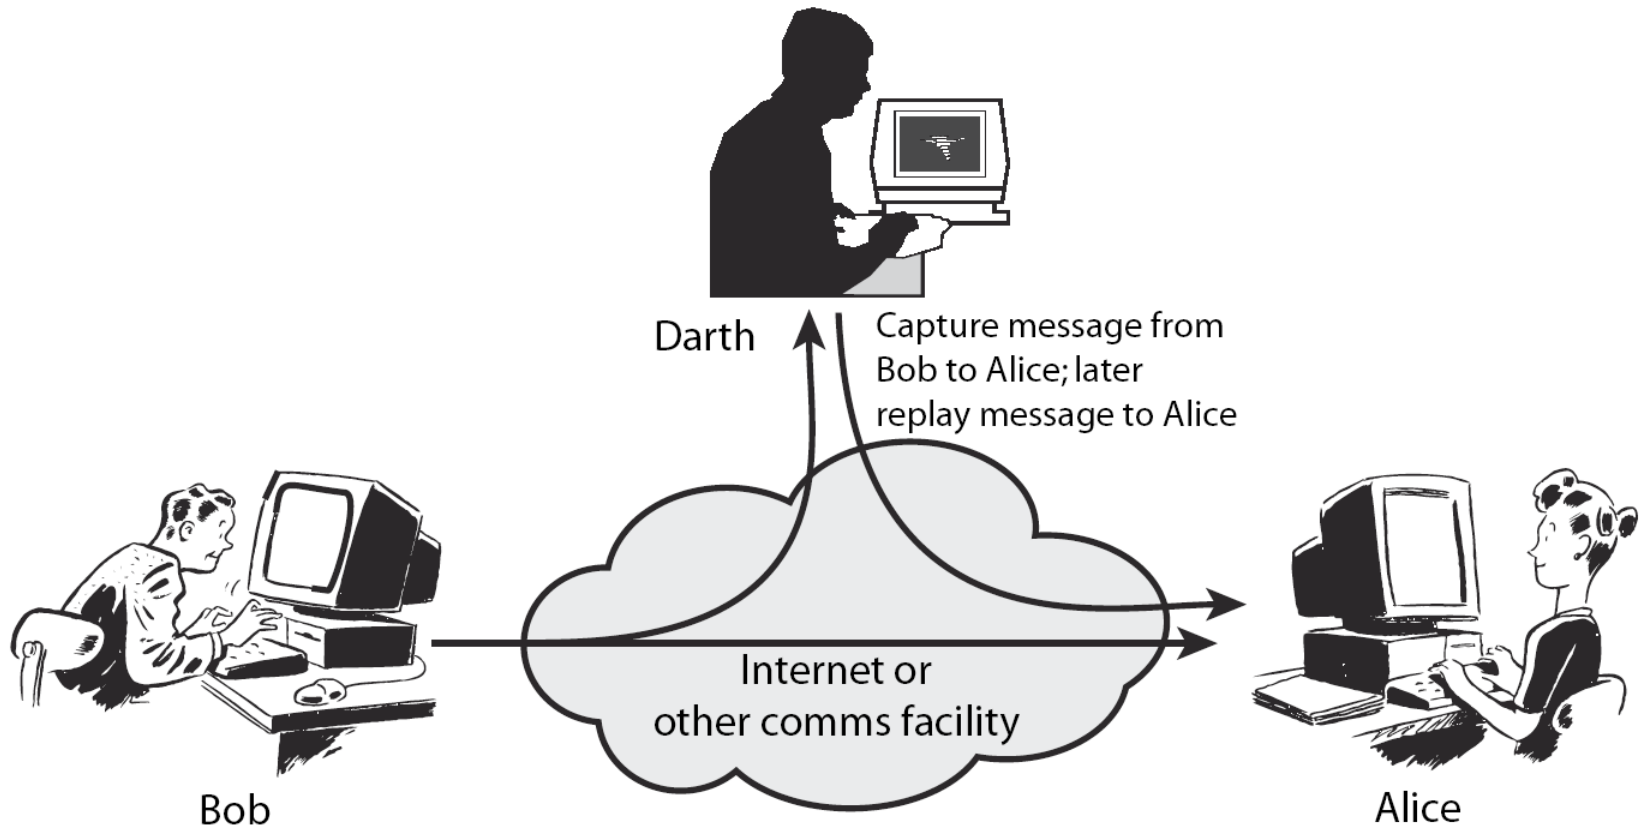 Darth
Capture message from
Bob to Alice; later
replay message to Alice
Internet or
other comms facility
Bob
Alice